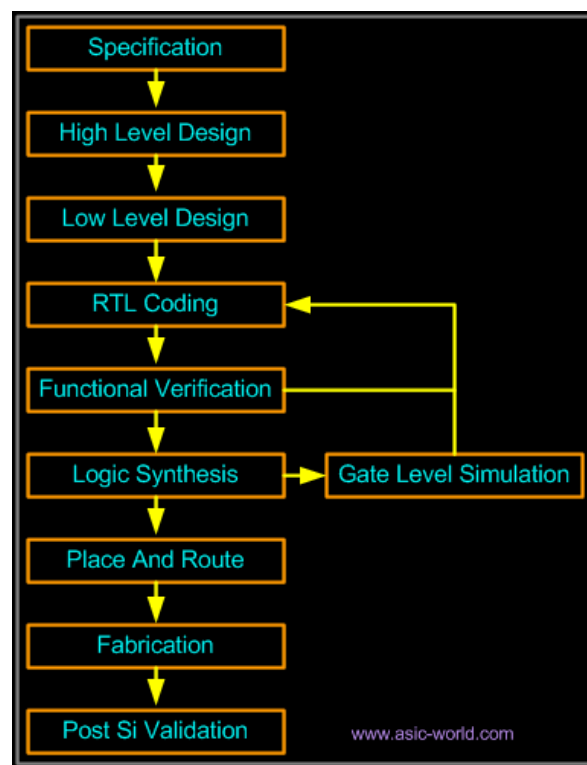 Specification
High Level Design
Low Level Design
RTL Coding
Functional Verification
Logic Synthesis
Gate Level Simulation
Place And Route
Fabrication
Post Si Validation
www.asic-world.com